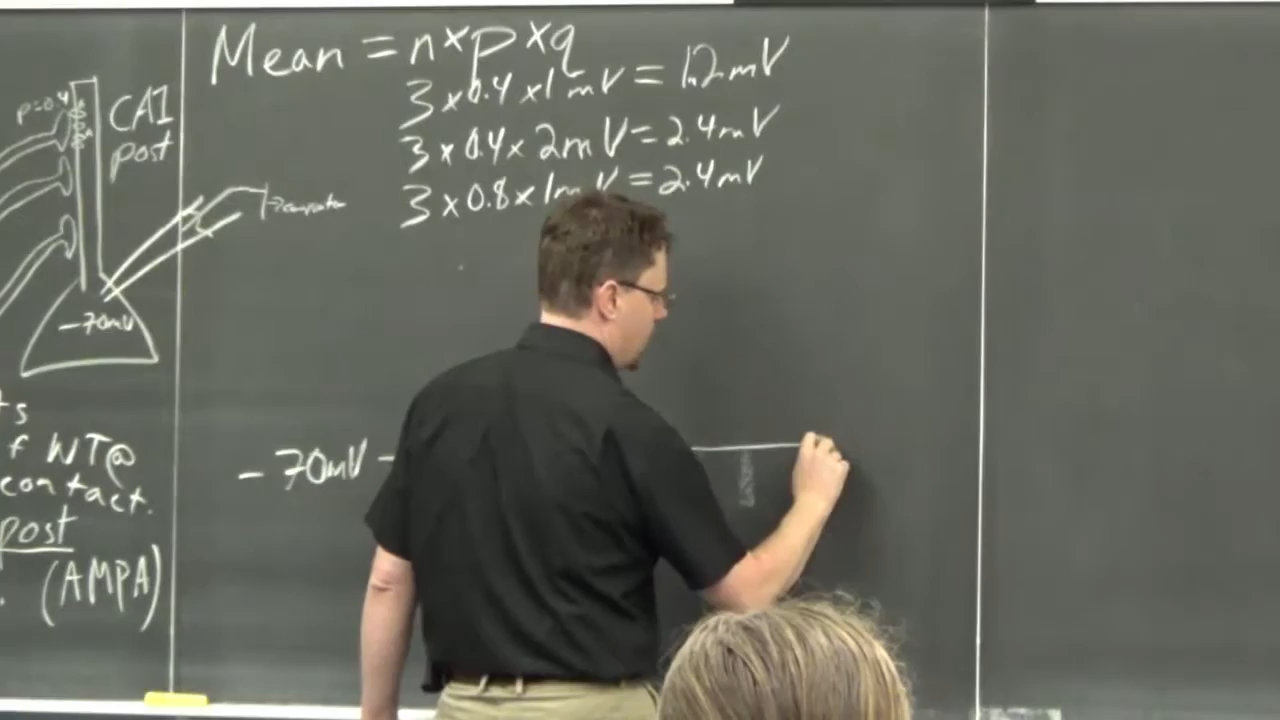 p=0.4
CA1
post
-70mV
ts
f NT@
contact.
post
. (AMPA)
Mean = n×p×q
3×0.4×1mV = 1.2mV
3×0.4×2mV = 2.4mV
3×0.8×1mV = 2.4mV
-70mV